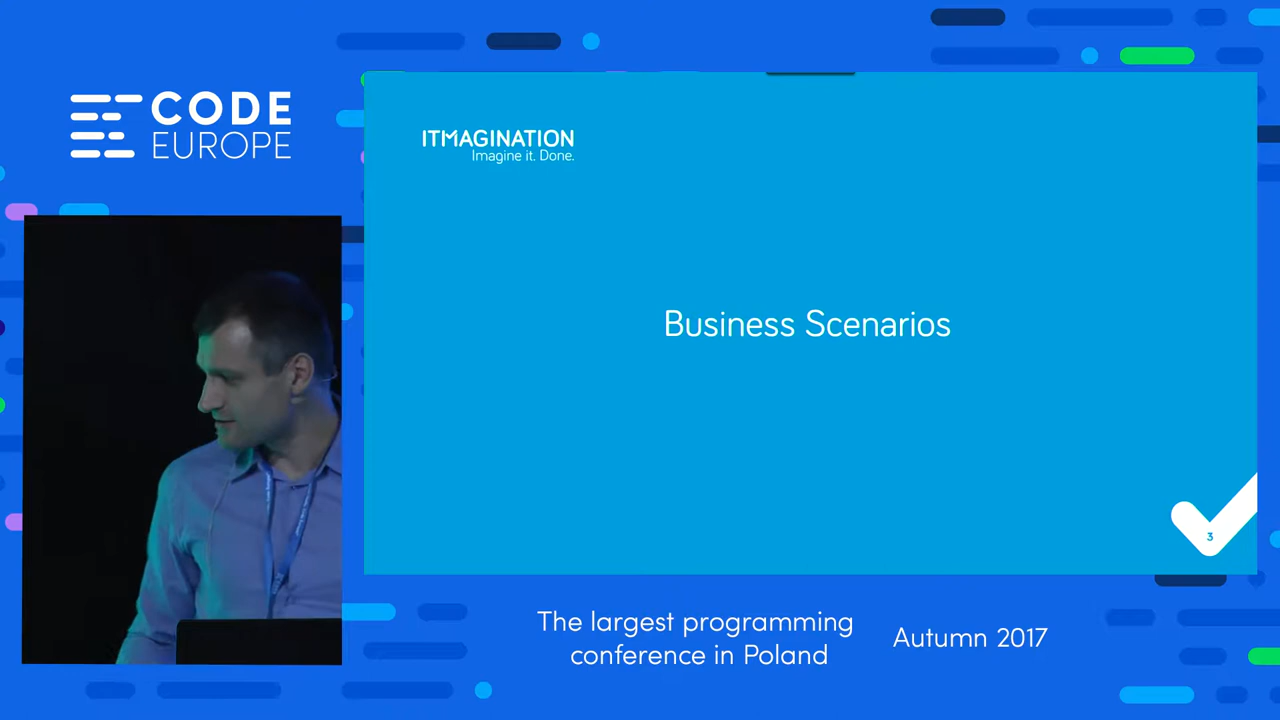 CODE
EUROPE
ITMAGINATION
Imagine it. Done.
Business Scenarios
3
The largest programming
conference in Poland
Autumn 2017